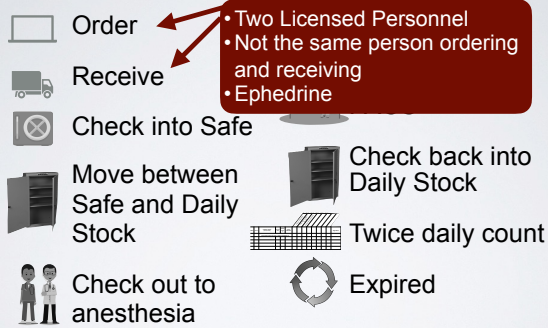 Order
Receive
Check into Safe
Move between
Safe and Daily
Stock
Check out to
anesthesia
• Two Licensed Personnel
• Not the same person ordering
and receiving
• Ephedrine
Check back into
Daily Stock
Twice daily count
Expired